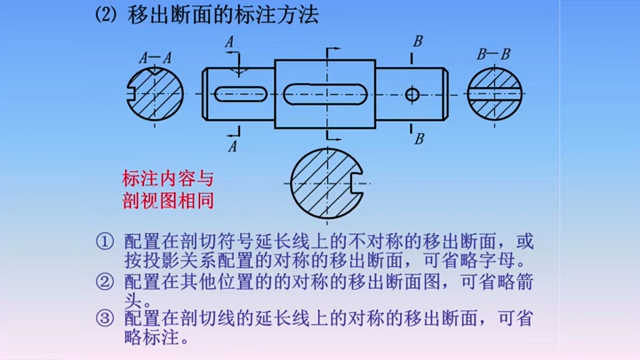 (2) 移出断面的标注方法
A
B
A—A
B—B
A
B
标注内容与
剖视图相同
① 配置在剖切符号延长线上的不对称的移出断面，或
按投影关系配置的对称的移出断面，可省略字母。
② 配置在其他位置的的对称的移出断面图，可省略箭
头。
③ 配置在剖切线的延长线上的对称的移出断面，可省
略标注。